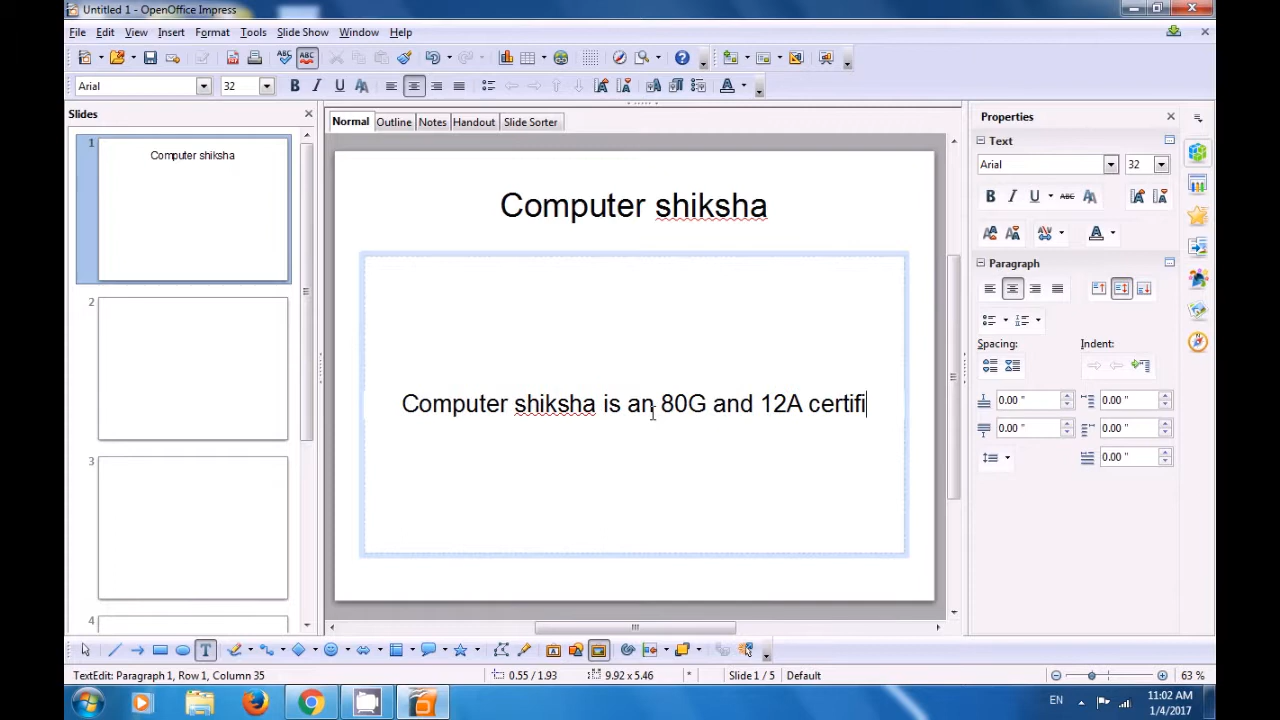 Untitled 1 - OpenOffice Impress
File Edit View Insert Format Tools Slide Show Window Help
Arial 32
Slides
Normal Outline Notes Handout Slide Sorter
Properties
Text
Arial 32
Paragraph
Spacing: Indent:
0.00 " 0.00 "
0.00 " 0.00 "
0.00 "
1
Computer shiksha
2
3
4
Computer shiksha
Computer shiksha is an 80G and 12A certifi
TextEdit: Paragraph 1, Row 1, Column 35 0.55 / 1.93 9.92 x 5.46 * Slide 1 / 5 Default 63 %
EN 11:02 AM
1/4/2017